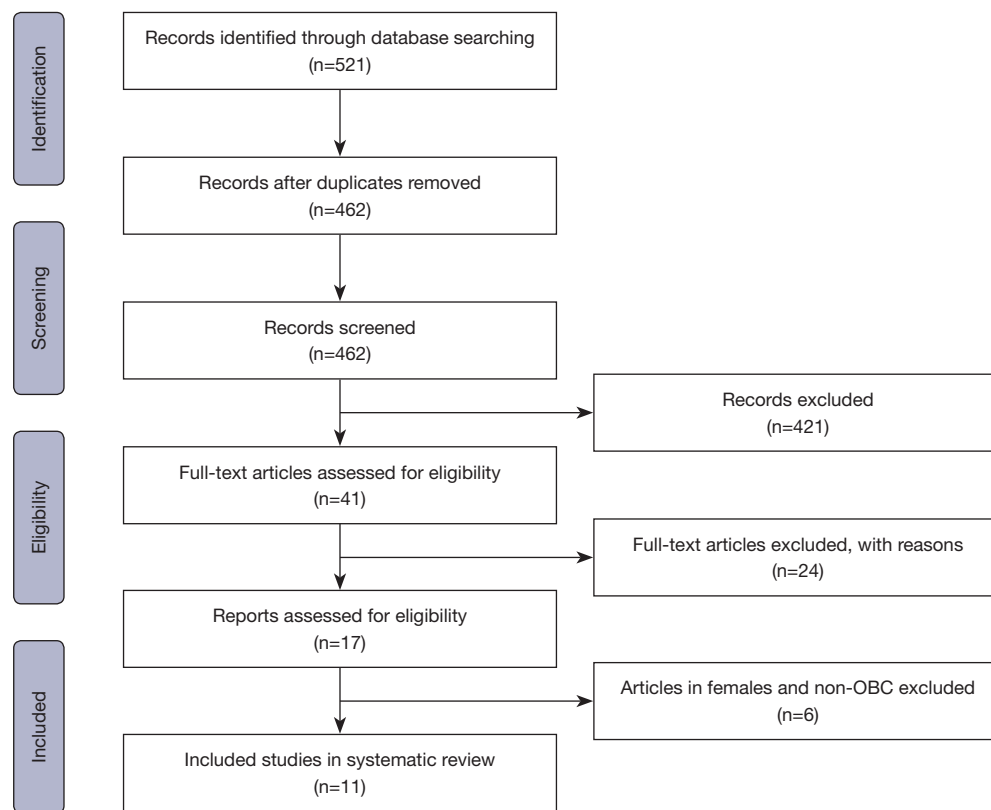 Identification
Records identified through database searching
(n=521)
Records after duplicates removed
(n=462)
Screening
Records screened
(n=462)
Records excluded
(n=421)
Eligibility
Full-text articles assessed for eligibility
(n=41)
Full-text articles excluded, with reasons
(n=24)
Reports assessed for eligibility
(n=17)
Included
Articles in females and non-OBC excluded
(n=6)
Included studies in systematic review
(n=11)